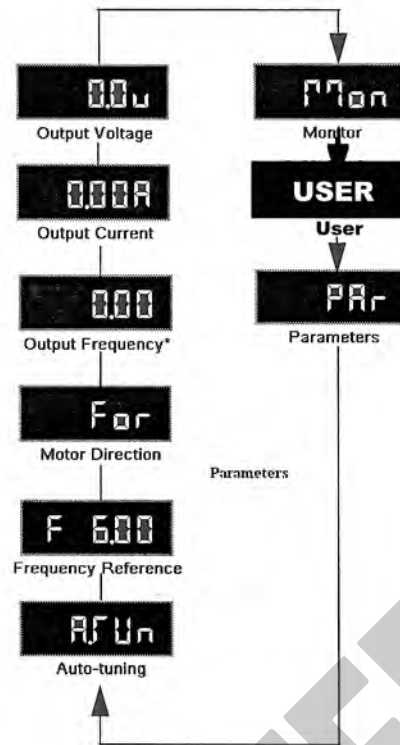 0.0u
Output Voltage
0.00A
Output Current
0.00
Output Frequency*
For
Motor Direction
F 6.00
Frequency Reference
A.TUn
Auto-tuning
Mon
Monitor
USER
User
PAr
Parameters
Parameters